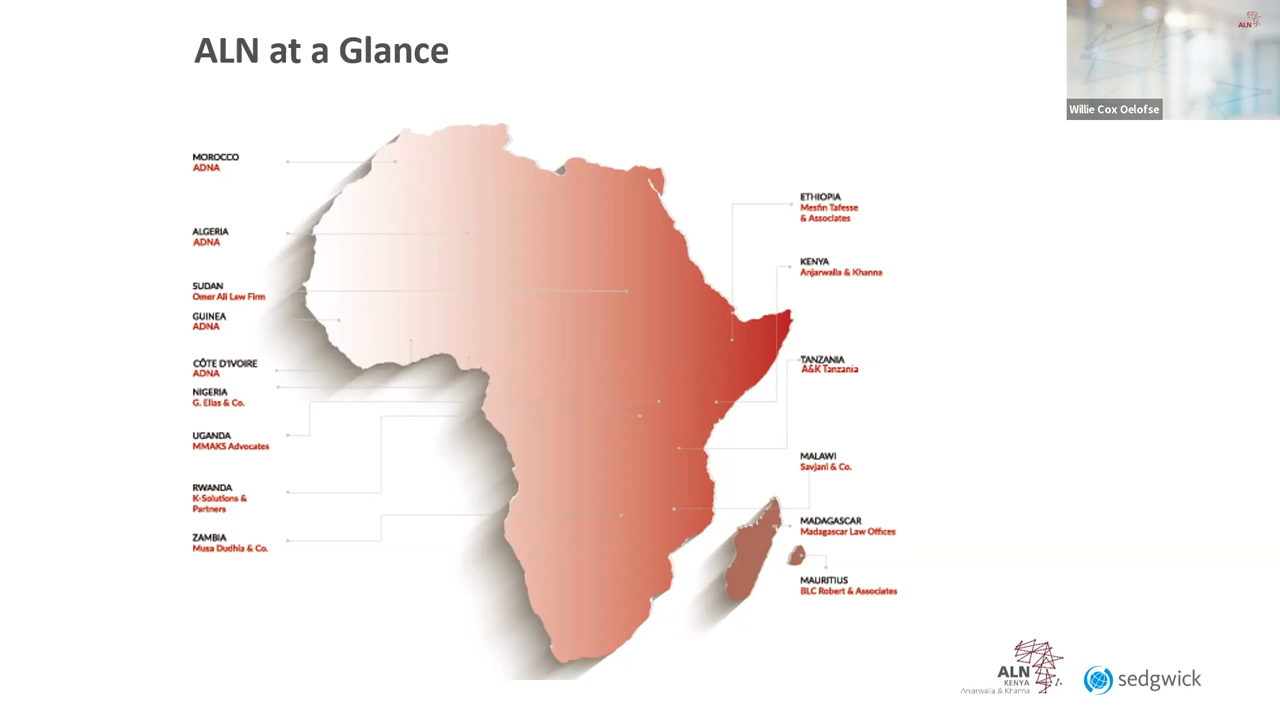 ALN at a Glance
ALN
Willie Cox Oelofse
MOROCCO
ADNA
ALGERIA
ADNA
SUDAN
Omer Ali Law Firm
GUINEA
ADNA
CÔTE D'IVOIRE
ADNA
NIGERIA
G. Elias & Co.
UGANDA
MMAKS Advocates
RWANDA
K-Solutions &
Partners
ZAMBIA
Musa Dudhia & Co.
ETHIOPIA
Mesfin Tafesse
& Associates
KENYA
Anjarwalla & Khanna
TANZANIA
A&K Tanzania
MALAWI
Savjani & Co.
MADAGASCAR
Madagascar Law Offices
MAURITIUS
BLC Robert & Associates
ALN
KENYA
Anjarwalla & Khanna
sedgwick